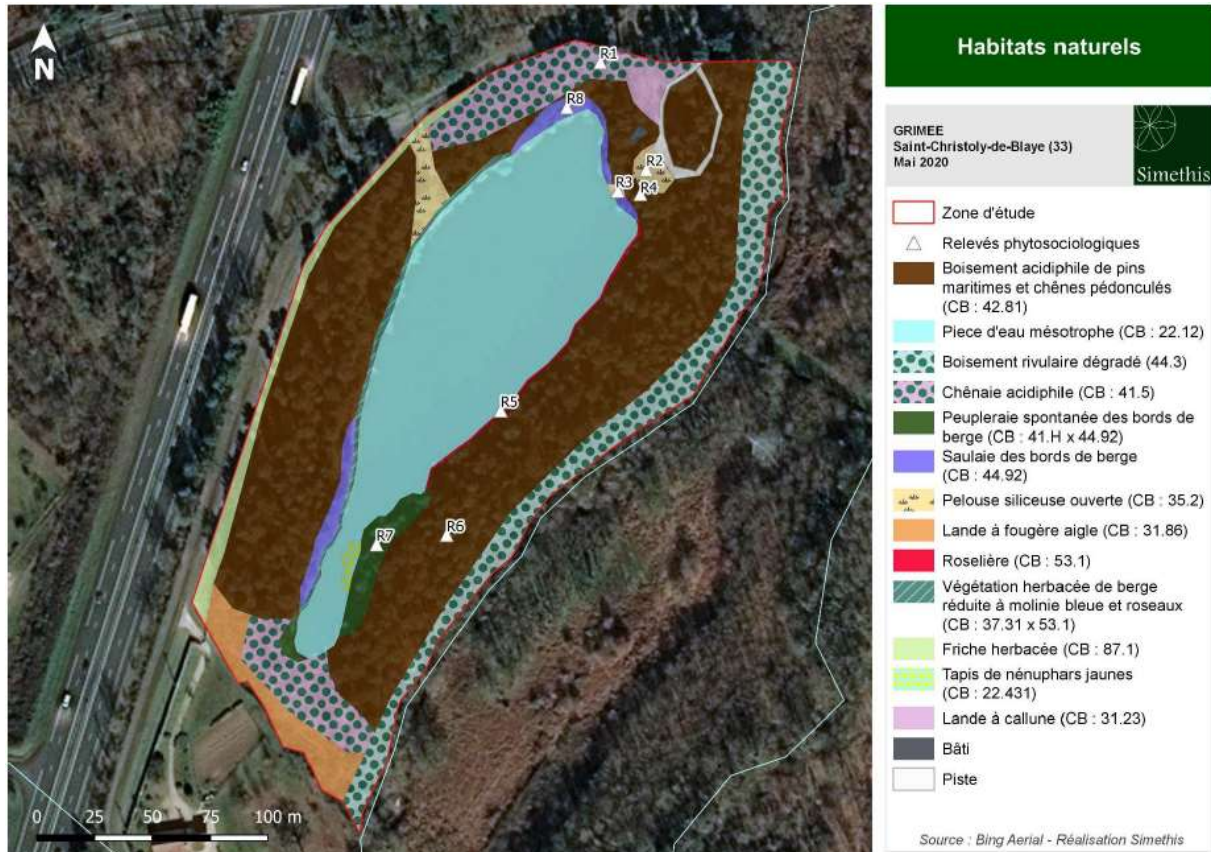 N
R1
R8
R2
R3
R4
R5
R6
R7
0 25 50 75 100 m
Habitats naturels
GRIMEE
Saint-Christoly-de-Blaye (33)
Mai 2020
Simethis
Zone d'étude
Relevés phytosociologiques
Boisement acidiphile de pins
maritimes et chênes pédonculés
(CB : 42.81)
Piece d'eau mésotrophe (CB : 22.12)
Boisement rivulaire dégradé (44.3)
Chênaie acidiphile (CB : 41.5)
Peupleraie spontanée des bords de
berge (CB : 41.H x 44.92)
Saulaie des bords de berge
(CB : 44.92)
Pelouse siliceuse ouverte (CB : 35.2)
Lande à fougère aigle (CB : 31.86)
Roselière (CB : 53.1)
Végétation herbacée de berge
réduite à molinie bleue et roseaux
(CB : 37.31 x 53.1)
Friche herbacée (CB : 87.1)
Tapis de nénuphars jaunes
(CB : 22.431)
Lande à callune (CB : 31.23)
Bâti
Piste
Source : Bing Aerial - Réalisation Simethis